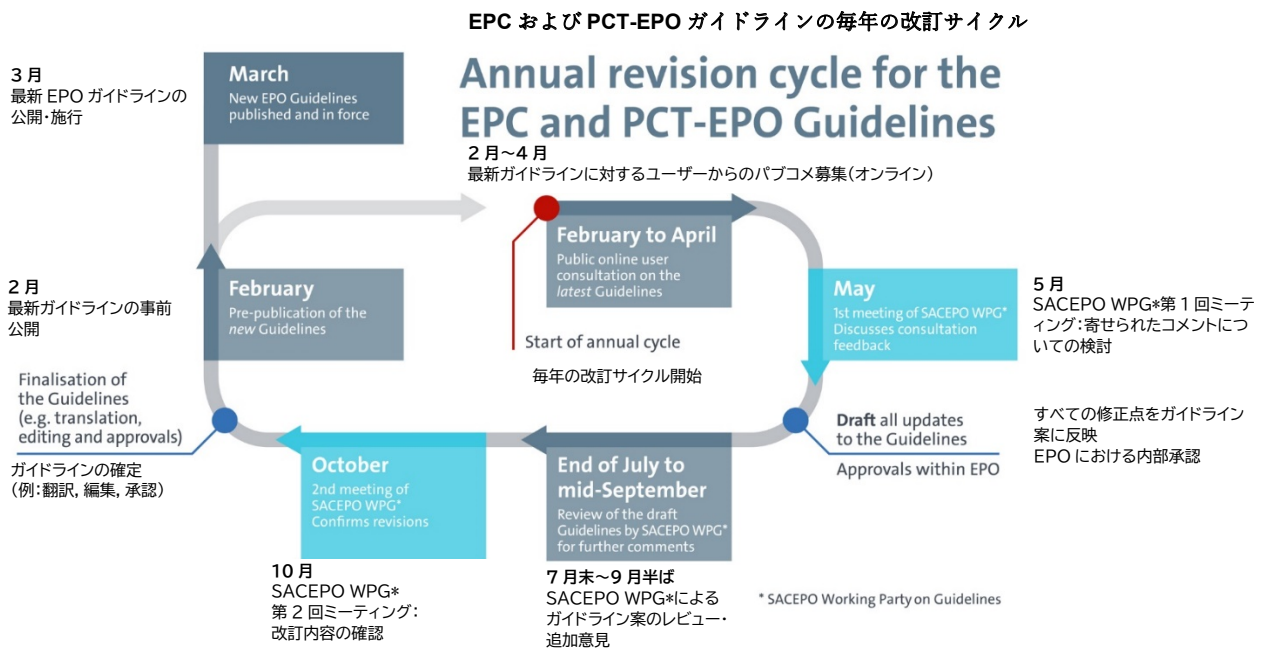 EPC および PCT-EPO ガイドラインの毎年の改訂サイクル
Annual revision cycle for the
EPC and PCT-EPO Guidelines
3月
最新 EPO ガイドラインの
公開・施行
March
New EPO Guidelines
published and in force
2月～4月
最新ガイドラインに対するユーザーからのパブコメ募集(オンライン)
February to April
Public online user
consultation on the
latest Guidelines
Start of annual cycle
毎年の改訂サイクル開始
2月
最新ガイドラインの事前
公開
February
Pre-publication of the
new Guidelines
May
1st meeting of SACEPO WPG*
Discusses consultation
feedback
5月
SACEPO WPG*第1回ミーテ
ィング：寄せられたコメントにつ
いての検討
Finalisation of
the Guidelines
(e.g. translation,
editing and approvals)
ガイドラインの確定
(例：翻訳，編集，承認)
October
2nd meeting of
SACEPO WPG*
Confirms revisions
10月
SACEPO WPG*
第2回ミーティング：
改訂内容の確認
End of July to
mid-September
Review of the draft
Guidelines by SACEPO WPG*
for further comments
7月末～9月半ば
SACEPO WPG*による
ガイドライン案のレビュー・
追加意見
Draft all updates
to the Guidelines
Approvals within EPO
すべての修正点をガイドライン
案に反映
EPO における内部承認
* SACEPO Working Party on Guidelines